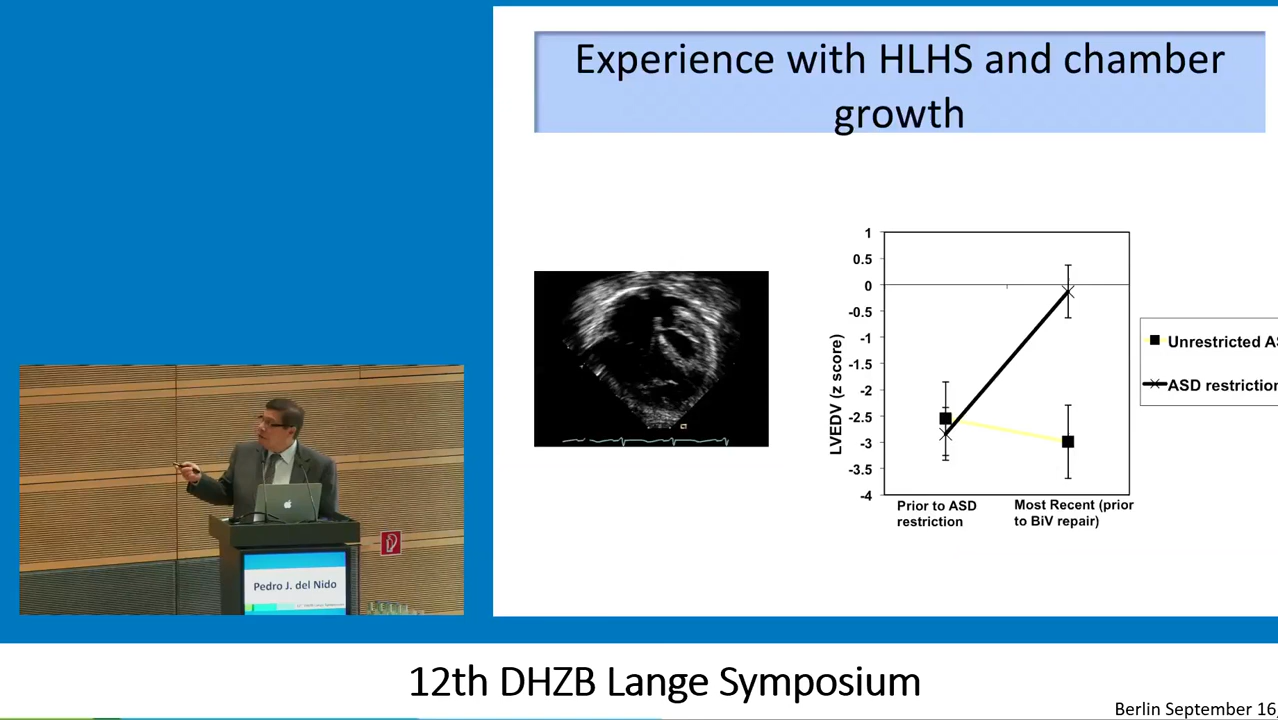 Experience with HLHS and chamber
growth
1
0.5
0
-0.5
-1
-1.5
-2
-2.5
-3
-3.5
-4
LVEDV (z score)
Prior to ASD
restriction
Most Recent (prior
to BiV repair)
Unrestricted AS
ASD restriction
Pedro J. del Nido
12th DHZB Lange Symposium
Berlin September 16,